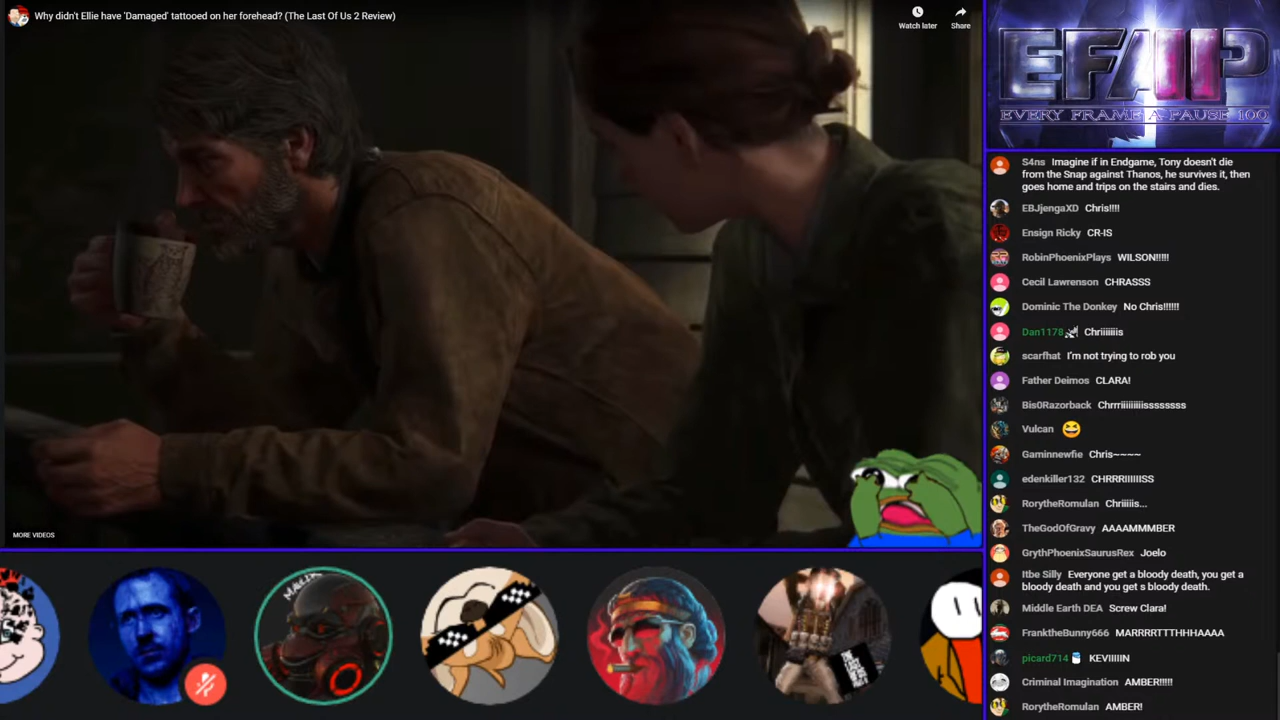 Why didn't Ellie have 'Damaged' tattooed on her forehead? (The Last Of Us 2 Review)
Watch later
Share
MORE VIDEOS
EFAP
EVERY FRAME A PAUSE 100
S4ns Imagine if in Endgame, Tony doesn't die
from the Snap against Thanos, he survives it, then
goes home and trips on the stairs and dies.
EBJjengaXD Chris!!!!
Ensign Ricky CR-IS
RobinPhoenixPlays WILSON!!!!!
Cecil Lawrenson CHRASSS
Dominic The Donkey No Chris!!!!!!
Dan1178 Chriiiiiiis
scarfhat I'm not trying to rob you
Father Deimos CLARA!
Bis0Razorback Chrrriiiiiiiiissssssss
Vulcan 😆
Gaminnewfie Chris~~~~
edenkiller132 CHRRRIIIIIISS
RorytheRomulan Chriiiiis...
TheGodOfGravy AAAAMMMBER
GrythPhoenixSaurusRex Joelo
Itbe Silly Everyone get a bloody death, you get a
bloody death and you get s bloody death.
Middle Earth DEA Screw Clara!
FranktheBunny666 MARRRRTTTHHHAAAA
picard714 KEVIIIIIN
Criminal Imagination AMBER!!!!!
RorytheRomulan AMBER!